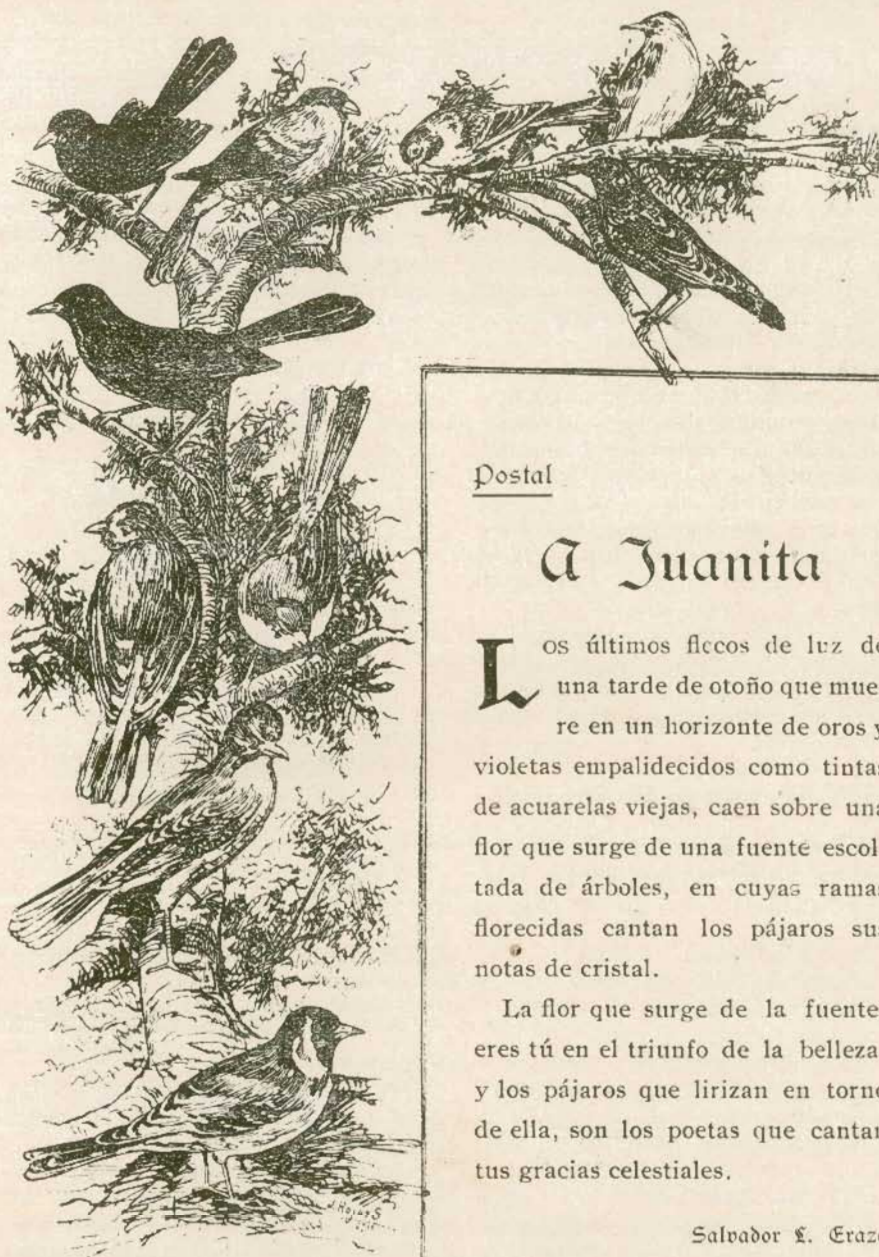 Postal
A Juanita
Los últimos flecos de luz de
una tarde de otoño que mue-
re en un horizonte de oros y
violetas empalidecidos como tintas
de acuarelas viejas, caen sobre una
flor que surge de una fuente escol-
tada de árboles, en cuyas ramas
florecidas cantan los pájaros sus
notas de cristal.
La flor que surge de la fuente,
eres tú en el triunfo de la belleza,
y los pájaros que lirizan en torno
de ella, son los poetas que cantan
tus gracias celestiales.
Salvador L. Erazo